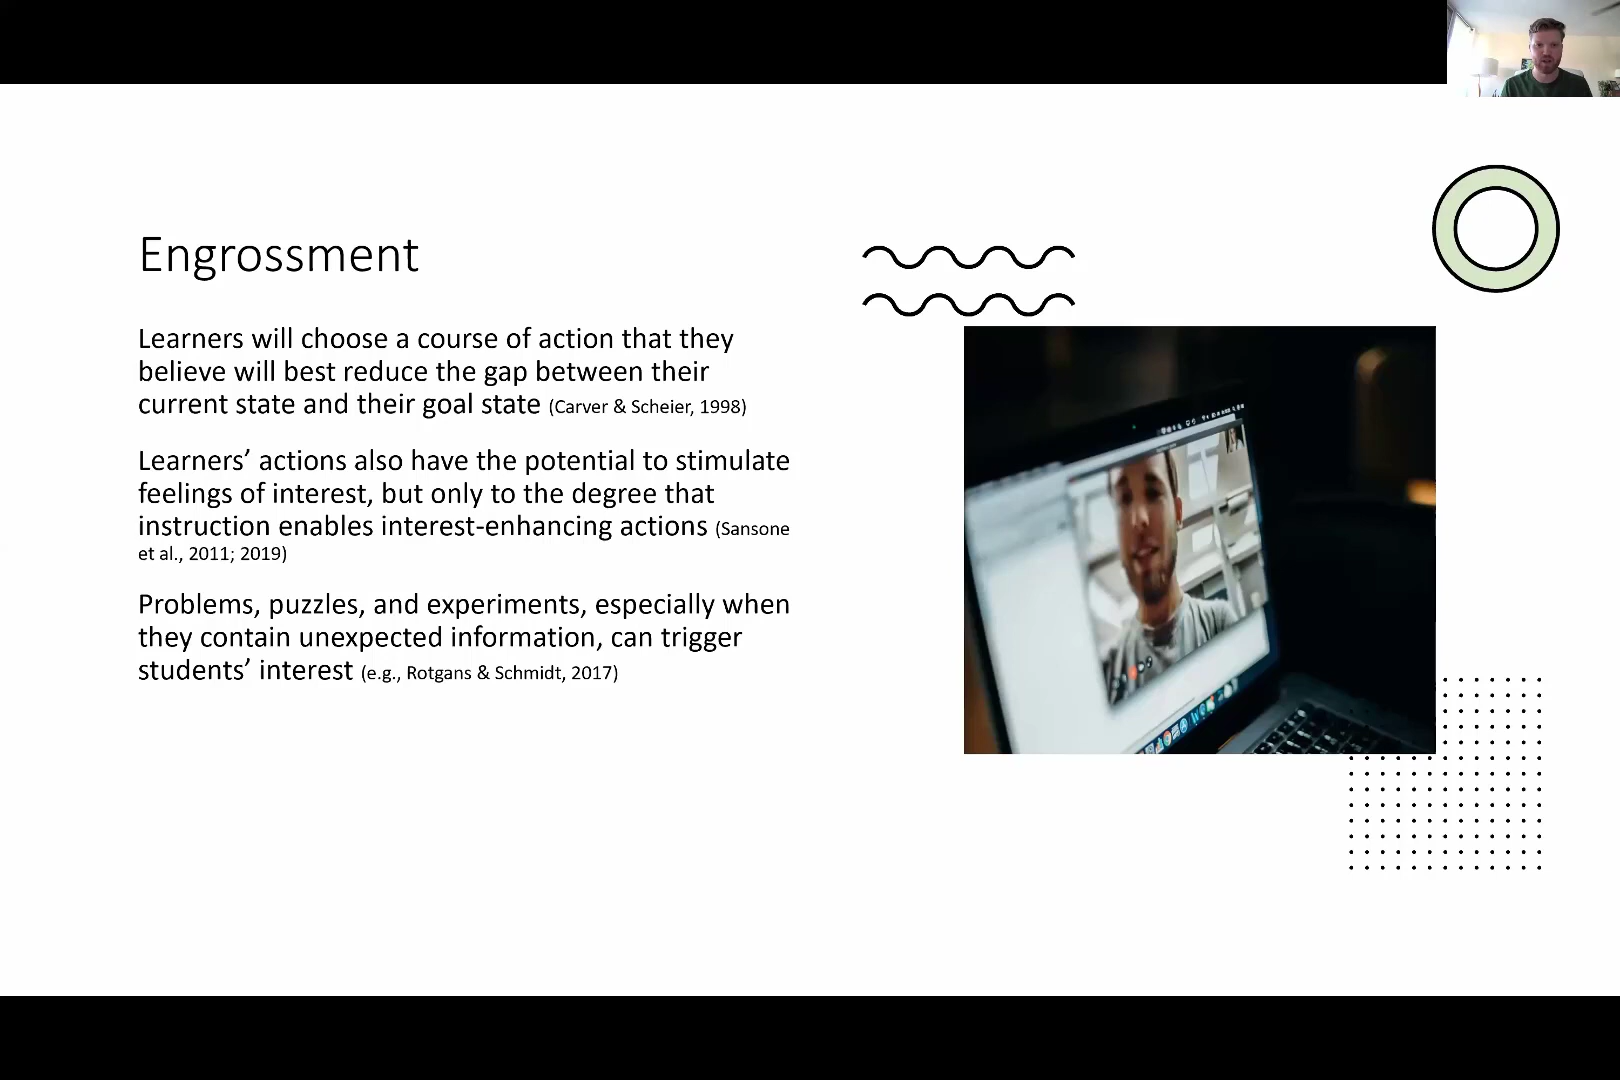 Engrossment
Learners will choose a course of action that they
believe will best reduce the gap between their
current state and their goal state (Carver & Scheier, 1998)
Learners’ actions also have the potential to stimulate
feelings of interest, but only to the degree that
instruction enables interest-enhancing actions (Sansone
et al., 2011; 2019)
Problems, puzzles, and experiments, especially when
they contain unexpected information, can trigger
students’ interest (e.g., Rotgans & Schmidt, 2017)